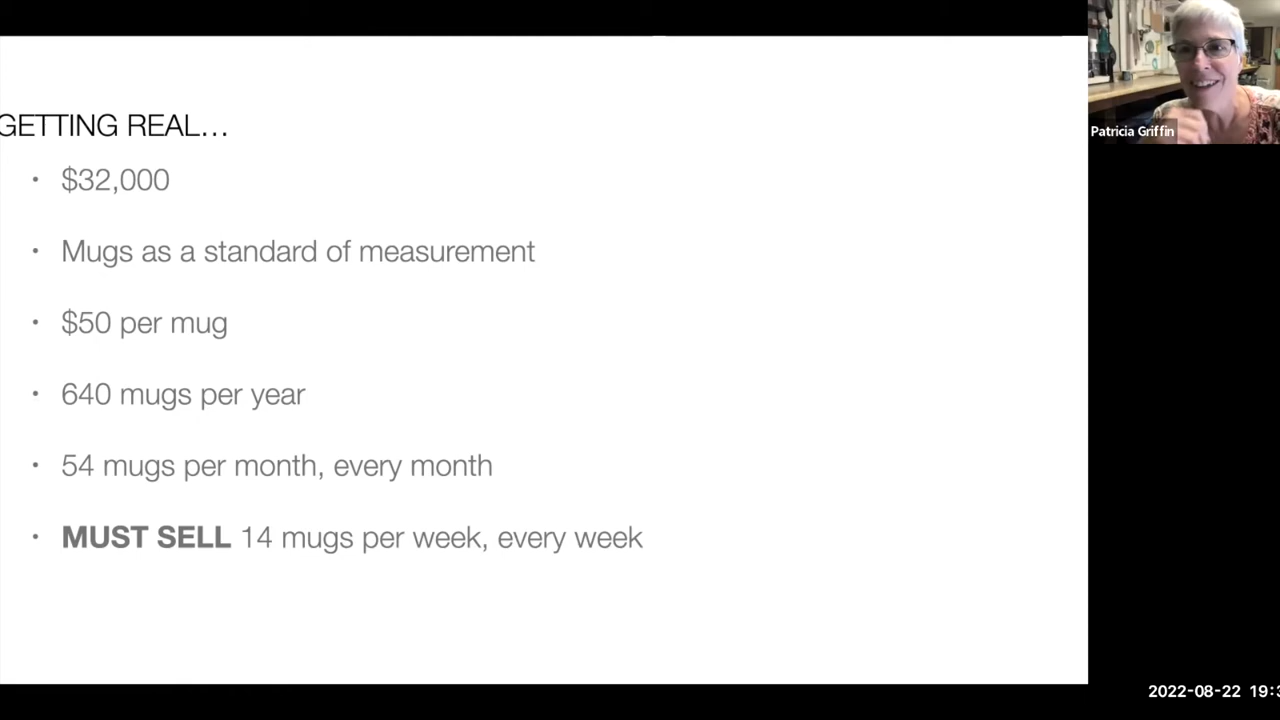 GETTING REAL…
• $32,000
• Mugs as a standard of measurement
• $50 per mug
• 640 mugs per year
• 54 mugs per month, every month
• MUST SELL 14 mugs per week, every week
Patricia Griffin
2022-08-22 19:3